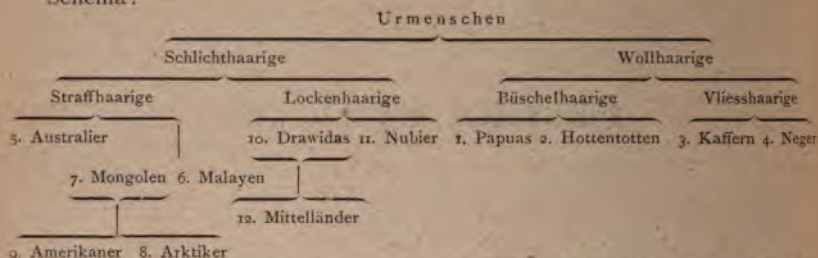 Schema:
Urmenschen
Schlichthaarige Wollhaarige
Straffhaarige Lockenhaarige Büschelhaarige Vliesshaarige
5. Australier 10. Drawidas 11. Nubier 1. Papuas 2. Hottentotten 3. Kaffern 4. Neger
7. Mongolen 6. Malayen
12. Mittelländer
9. Amerikaner 8. Arktiker